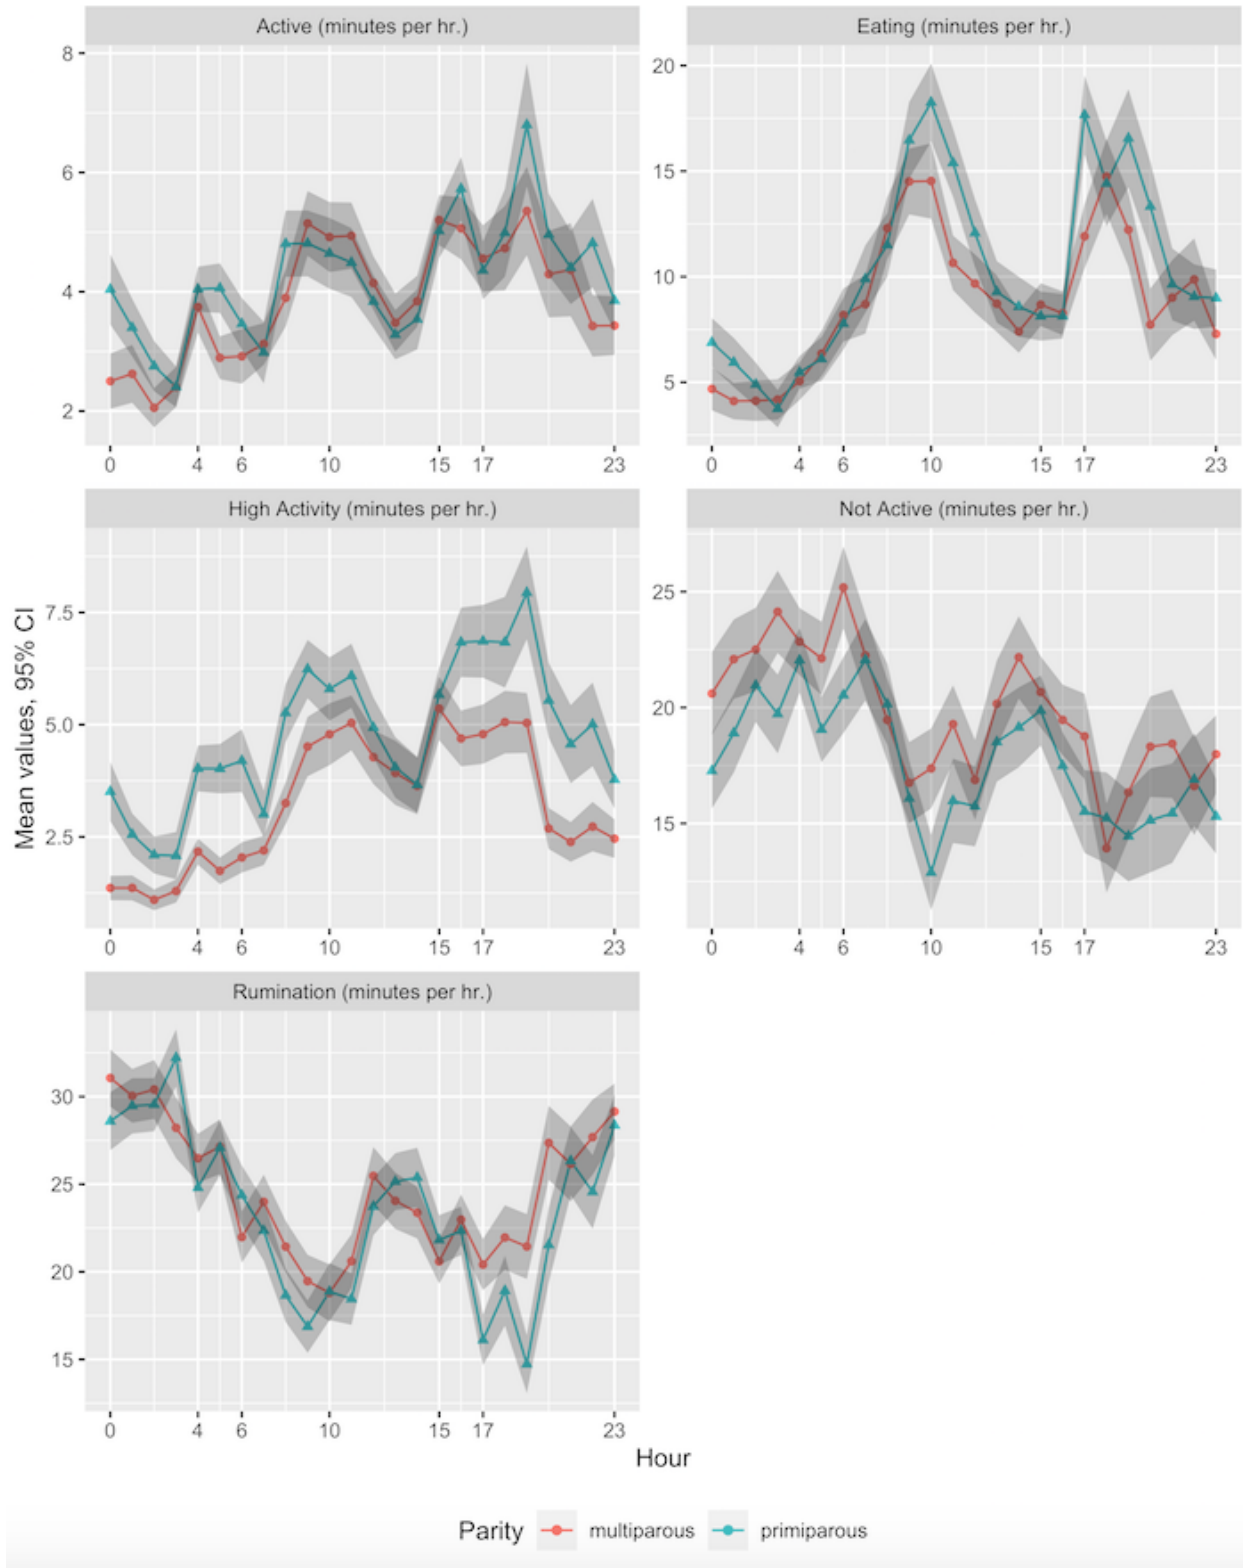 Active (minutes per hr.)
8
6
4
2
0 4 6 10 15 17 23
Eating (minutes per hr.)
20
15
10
5
0 4 6 10 15 17 23
High Activity (minutes per hr.)
7.5
5.0
2.5
0 4 6 10 15 17 23
Not Active (minutes per hr.)
25
20
15
0 4 6 10 15 17 23
Mean values, 95% CI
Rumination (minutes per hr.)
30
25
20
15
0 4 6 10 15 17 23
Hour
Parity multiparous primiparous